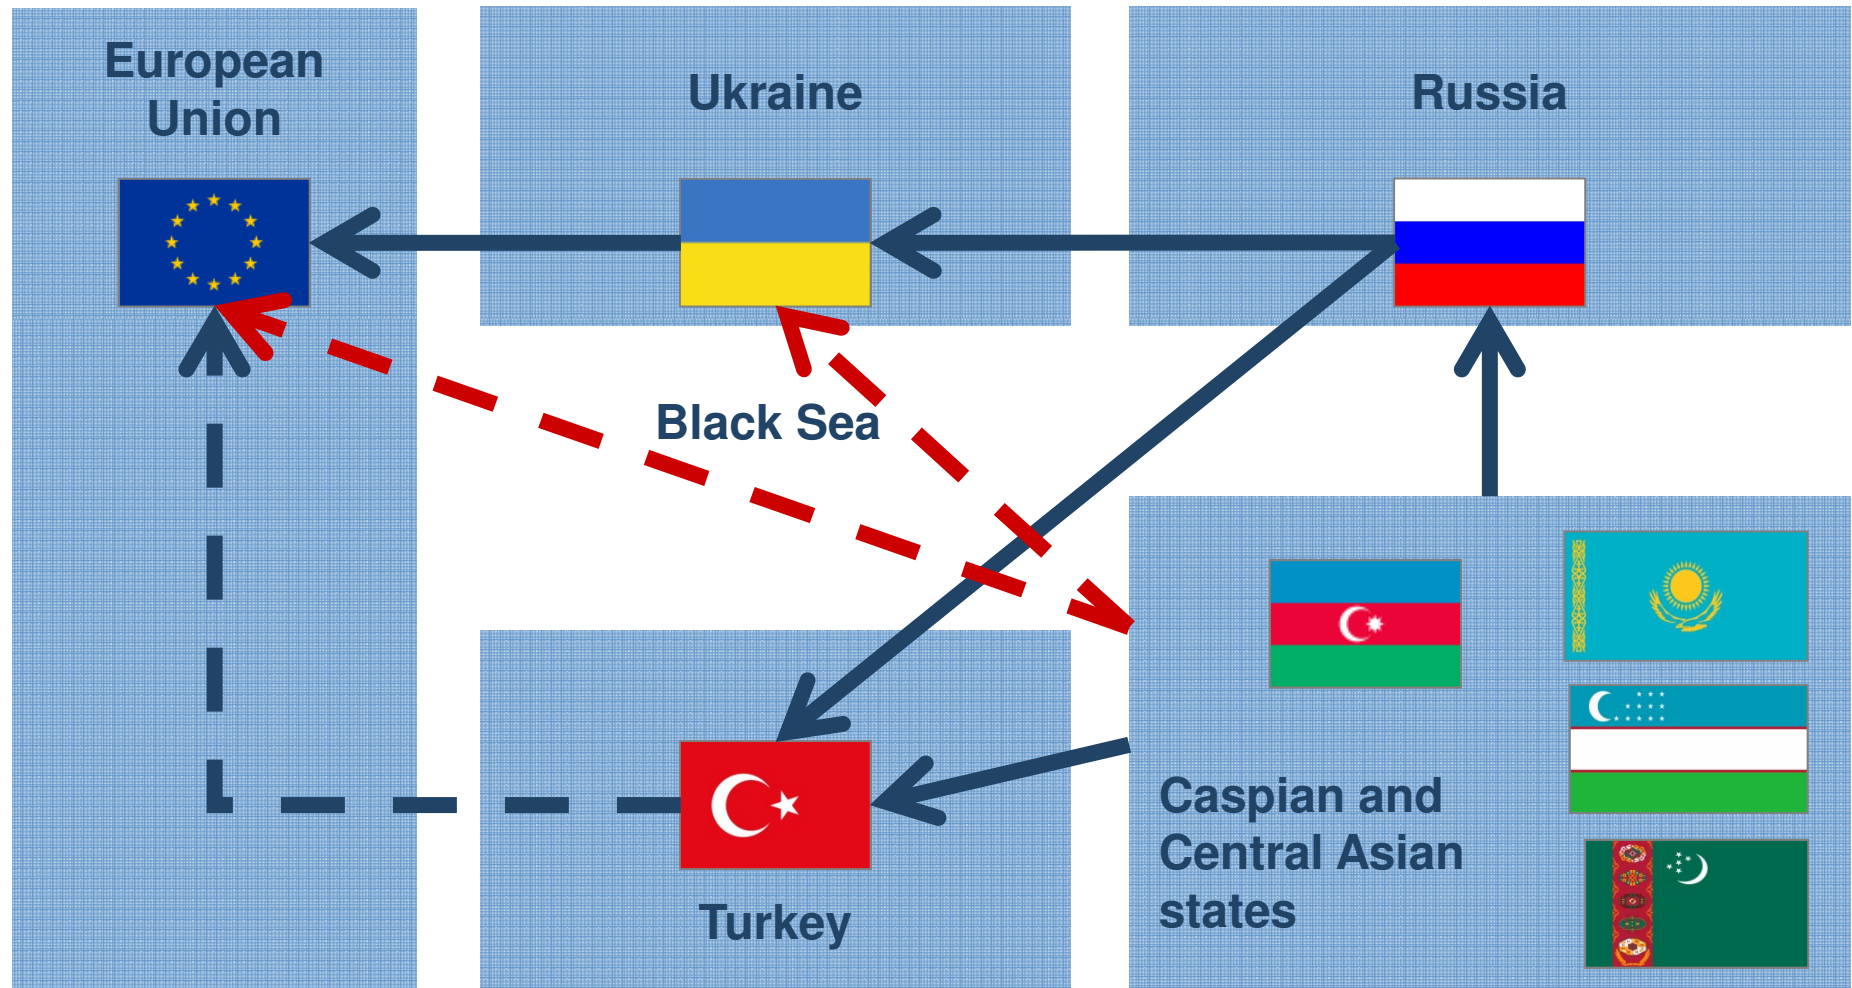 European
Union
Ukraine
Russia
Black Sea
Caspian and
Central Asian
states
Turkey